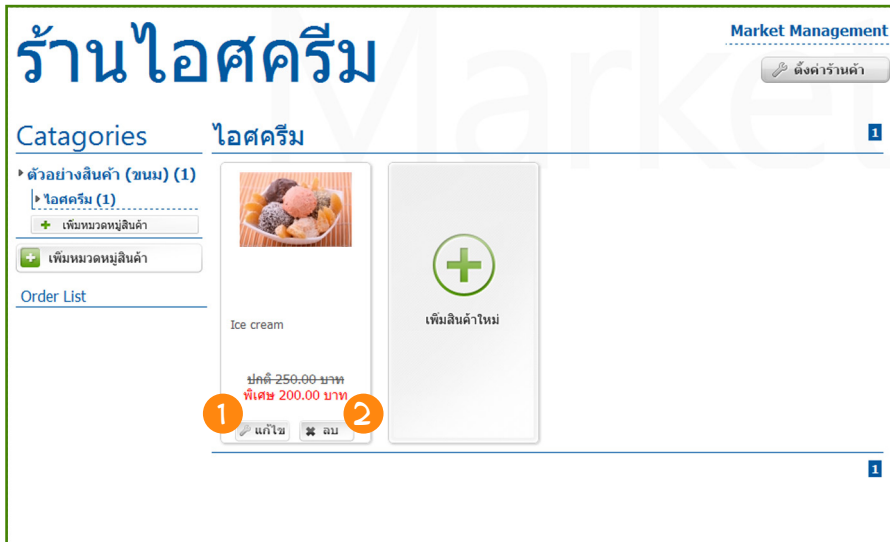 ร้านไอศครีม
Market
Market Management
ตั้งค่าร้านค้า
Catagories
ตัวอย่างสินค้า (ขนม) (1)
ไอศครีม (1)
เพิ่มหมวดหมู่สินค้า
เพิ่มหมวดหมู่สินค้า
Order List
ไอศครีม
1
Ice cream
ปกติ 250.00 บาท
พิเศษ 200.00 บาท
1
2
แก้ไข
ลบ
เพิ่มสินค้าใหม่
1